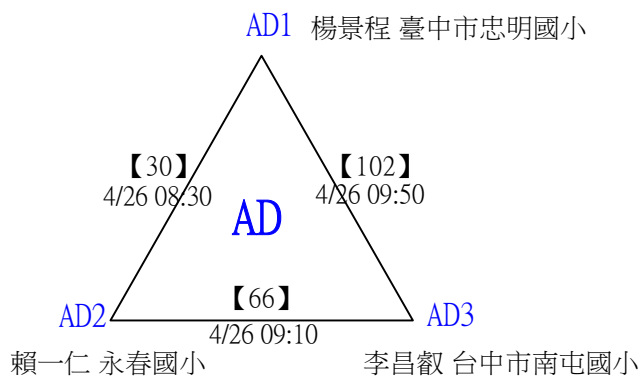 AD1 楊景程 臺中市忠明國小
【30】
4/26 08:30
【102】
4/26 09:50
AD
【66】
4/26 09:10
AD2
AD3
賴一仁 永春國小
李昌叡 台中市南屯國小